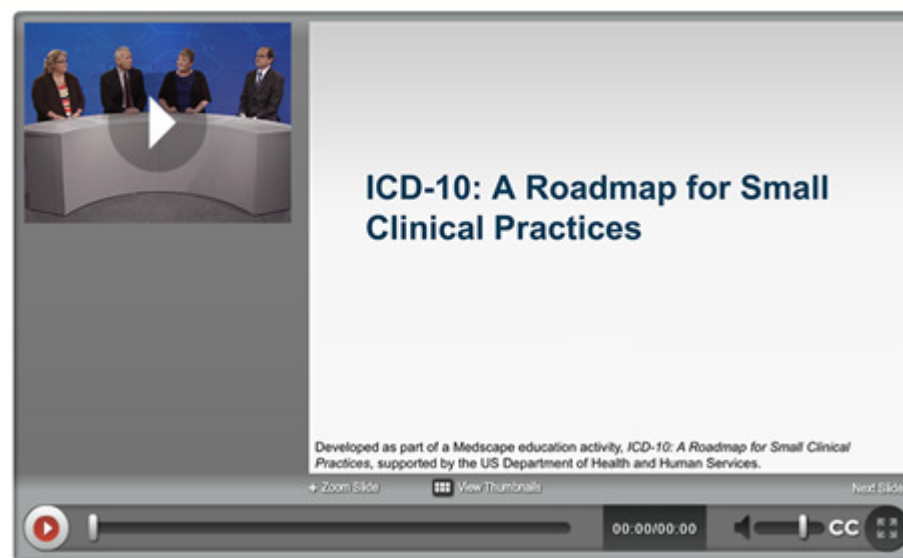 ICD-10: A Roadmap for Small
Clinical Practices
Developed as part of a Medscape education activity, ICD-10: A Roadmap for Small Clinical
Practices, supported by the US Department of Health and Human Services.
+ Zoom Slide
View Thumbnails
Next Slide
00:00/00:00
CC